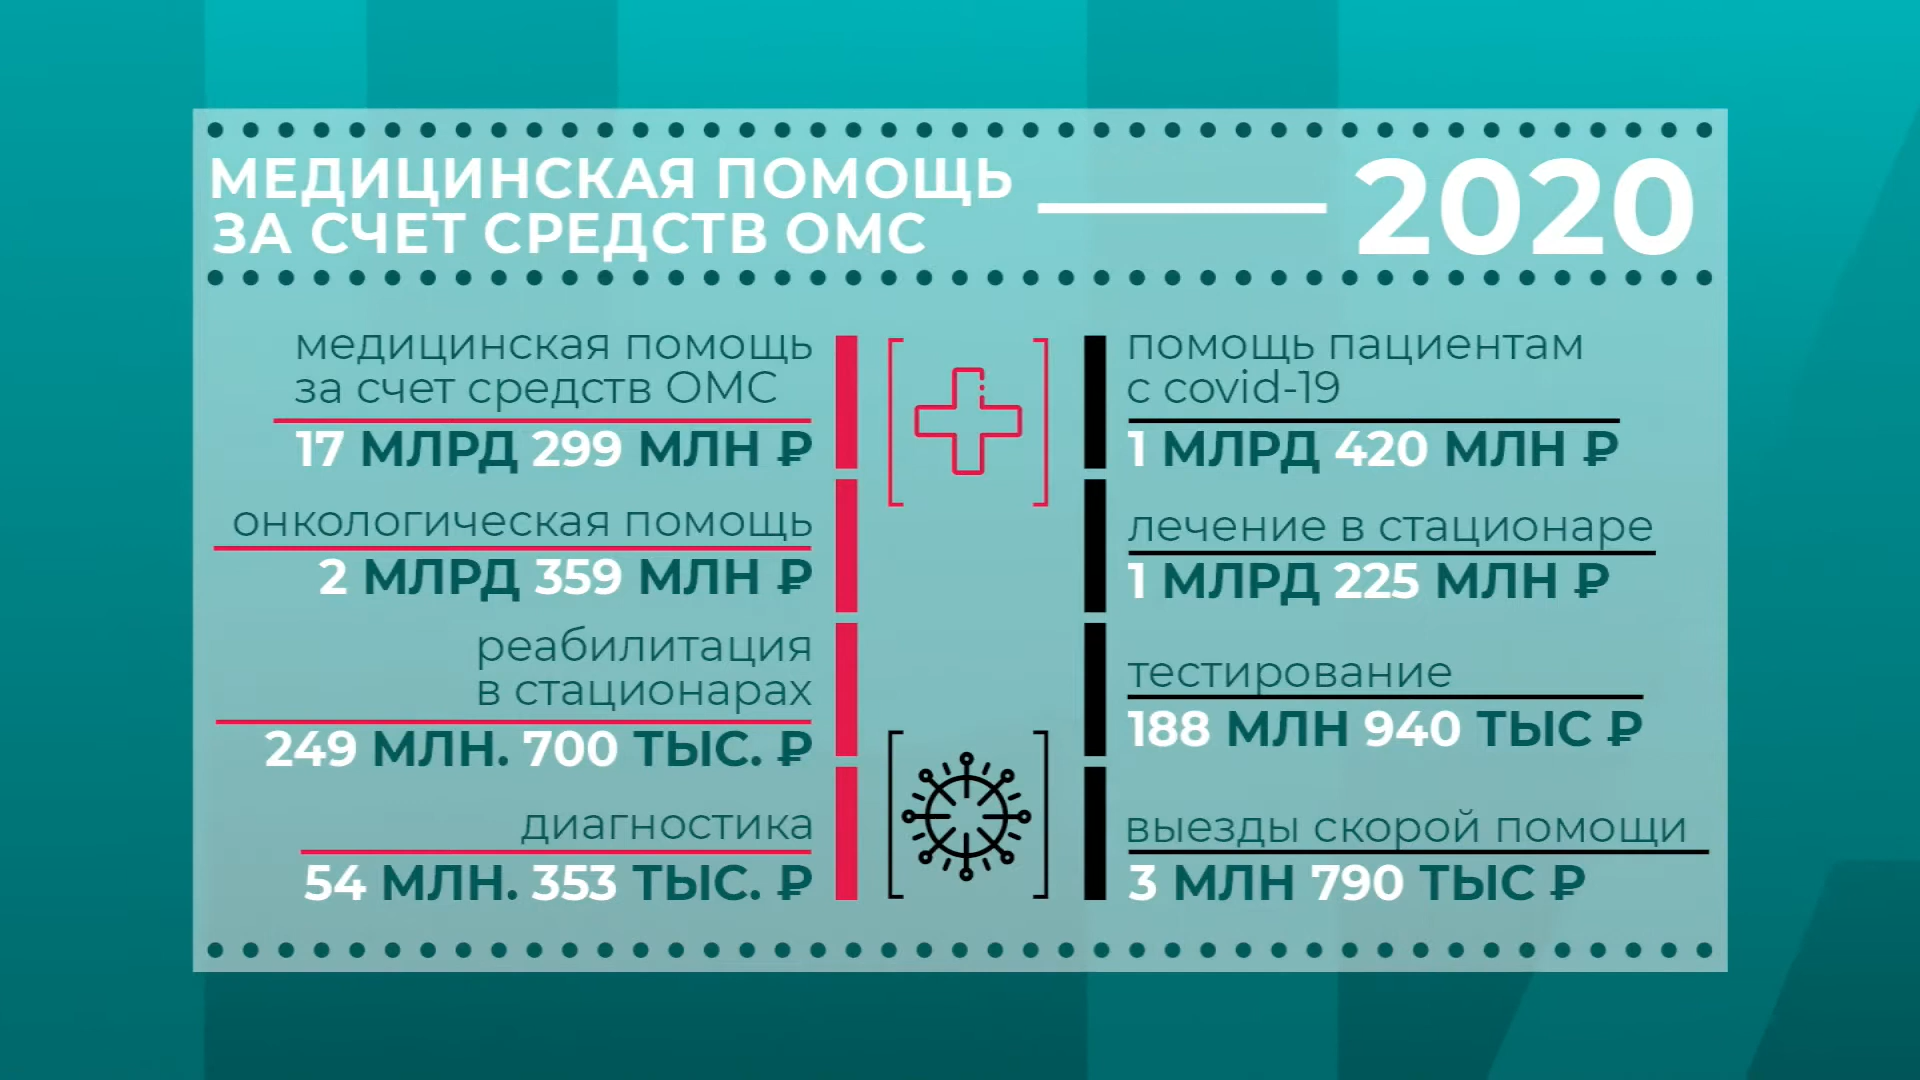 МЕДИЦИНСКАЯ ПОМОЩЬ
ЗА СЧЕТ СРЕДСТВ ОМС
2020
медицинская помощь
за счет средств ОМС
17 МЛРД 299 МЛН ₽
онкологическая помощь
2 МЛРД 359 МЛН ₽
реабилитация
в стационарах
249 МЛН. 700 ТЫС. ₽
диагностика
54 МЛН. 353 ТЫС. ₽
помощь пациентам
с covid-19
1 МЛРД 420 МЛН ₽
лечение в стационаре
1 МЛРД 225 МЛН ₽
тестирование
188 МЛН 940 ТЫС ₽
выезды скорой помощи
3 МЛН 790 ТЫС ₽